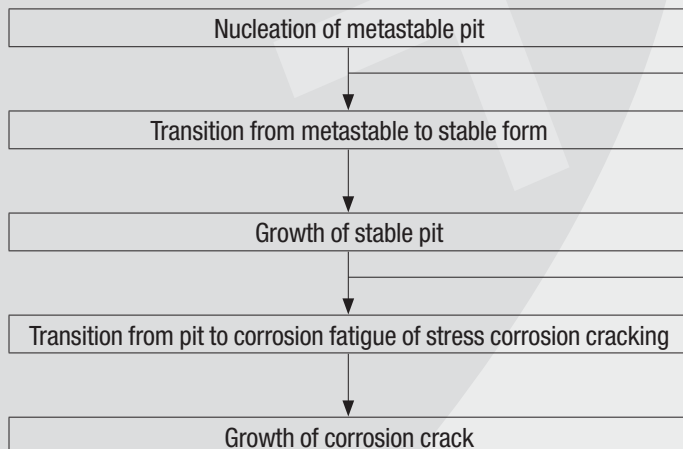 Nucleation of metastable pit
Transition from metastable to stable form
Growth of stable pit
Transition from pit to corrosion fatigue of stress corrosion cracking
Growth of corrosion crack